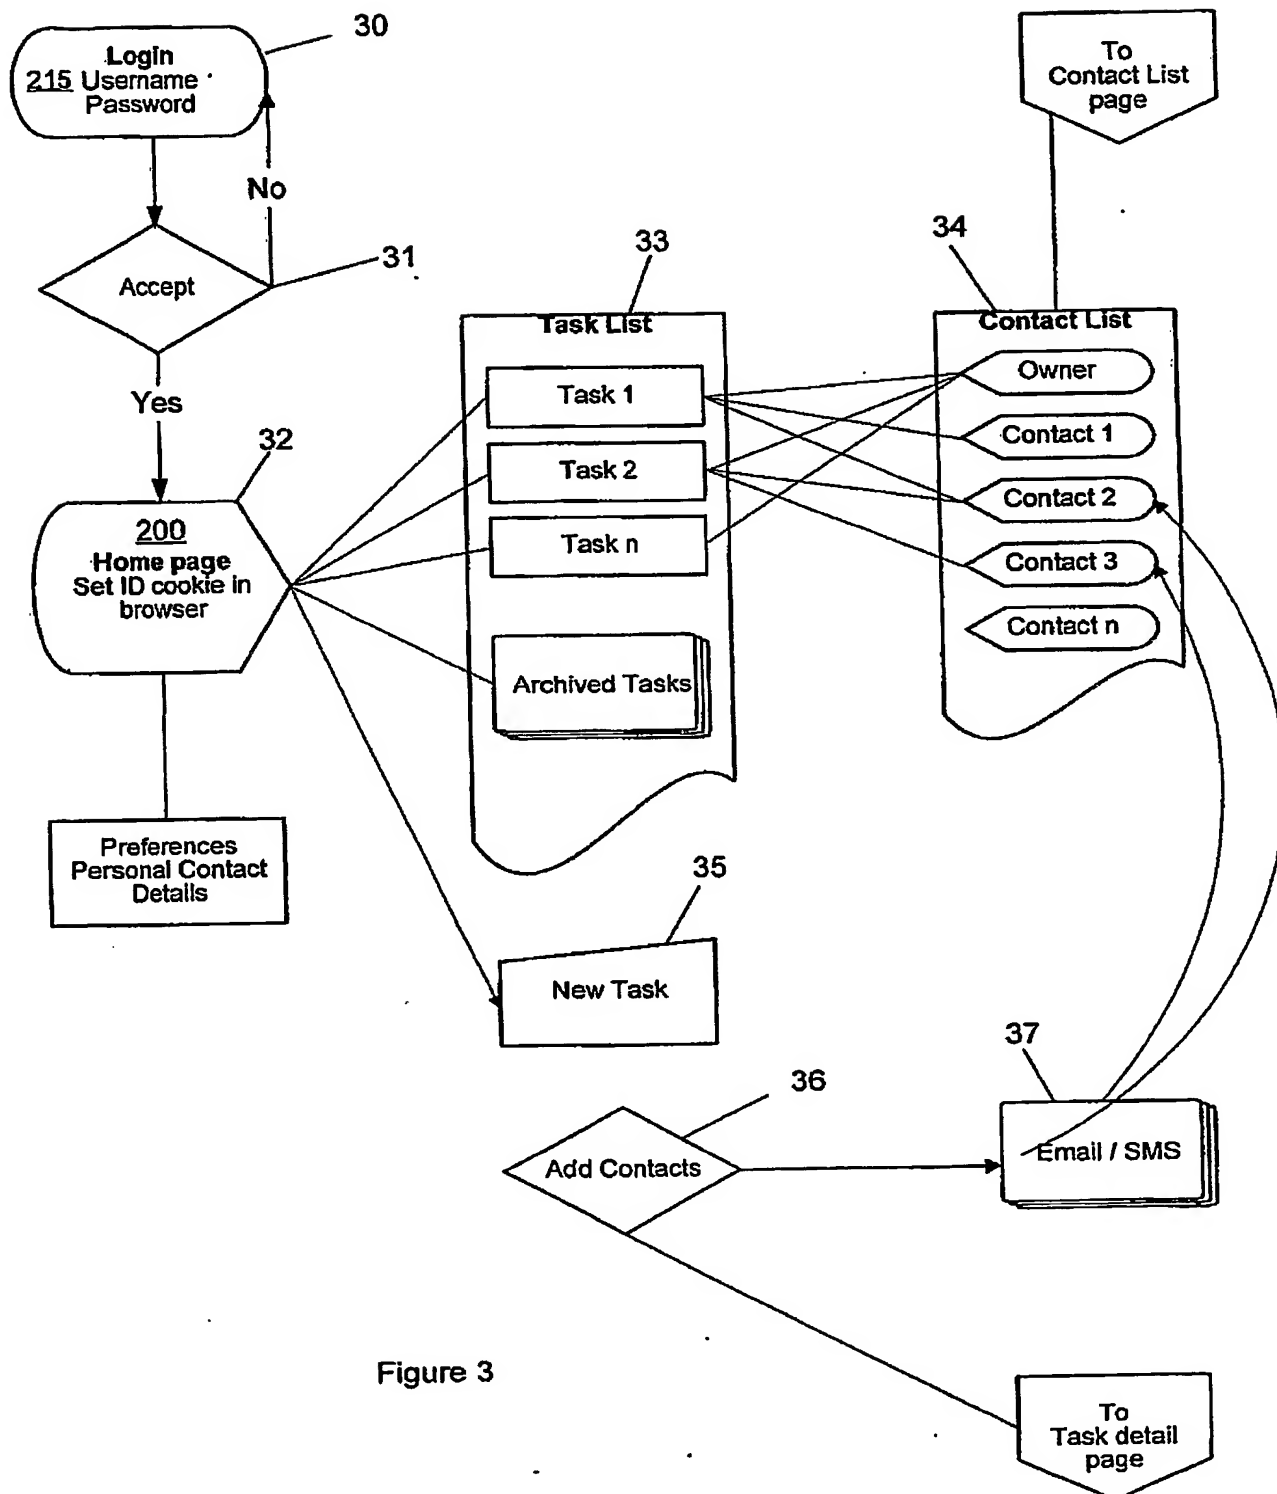 30
Login
215 Username
Password
To
Contact List
page
No
31
Accept
33
34
Task List
Contact List
Task 1
Owner
Yes
Contact 1
32
Task 2
Contact 2
200
Home page
Set ID cookie in
browser
Task n
Contact 3
Contact n
Archived Tasks
Preferences
Personal Contact
Details
35
New Task
37
36
Add Contacts
Email / SMS
Figure 3
To
Task detail
page